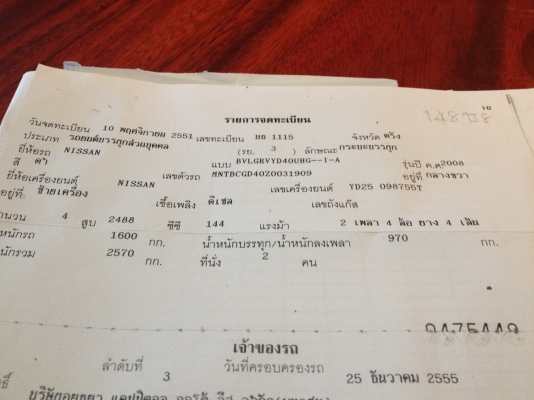 รายการจดทะเบียน
148738
วันจดทะเบียน 10 พฤศจิกายน 2551 เลขทะเบียน บธ 1115 จังหวัด ตรัง
ประเภท รถยนต์บรรทุกส่วนบุคคล (รย. 3 ) ลักษณะ กระบะบรรทุก
ยี่ห้อรถ NISSAN แบบ BVLGRVYD40UHG--I-A รุ่นปี ค.ศ2008
สี ดำ เลขตัวรถ MNTBCGD40Z0031909 อยู่ที่ กลางขวา
ยี่ห้อเครื่องยนต์ NISSAN เลขเครื่องยนต์ YD25 098755T
อยู่ที่ ซ้ายเครื่อง เชื้อเพลิง ดีเซล เลขถังแก๊ส
นวน 4 สูบ 2488 ซีซี 144 แรงม้า 2 เพลา 4 ล้อ ยาง 4 เส้น
หนักรถ 1600 กก. น้ำหนักบรรทุก/น้ำหนักลงเพลา 970 กก.
นักรวม 2570 กก. ที่นั่ง 2 คน
เจ้าของรถ
ลำดับที่ 3 วันที่ครอบครองรถ 25 ธันวาคม 2555